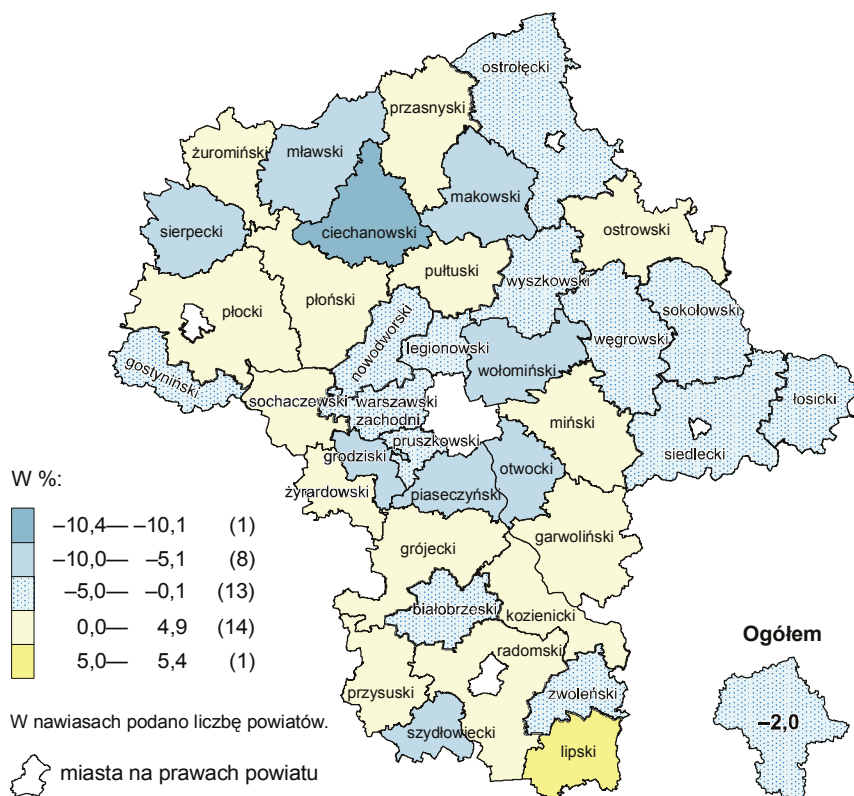 ostrołęcki
przasnyski
żuromiński
mławski
makowski
sierpecki
ciechanowski
ostrowski
pułtuski
wyszkowski
płocki
płoński
sokołowski
nowodworski
legionowski
węgrowski
wołomiński
gostyniński
łosicki
sochaczewski
warszawski
zachodni
miński
pruszkowski
siedlecki
grodziski
otwocki
piaseczyński
żyrardowski
garwoliński
grójecki
białobrzeski
kozienicki
radomski
przysuski
zwoleński
szydłowiecki
lipski
W %:
–10,4— –10,1 (1)
–10,0— –5,1 (8)
–5,0— –0,1 (13)
0,0— 4,9 (14)
5,0— 5,4 (1)
W nawiasach podano liczbę powiatów.
miasta na prawach powiatu
Ogółem
–2,0